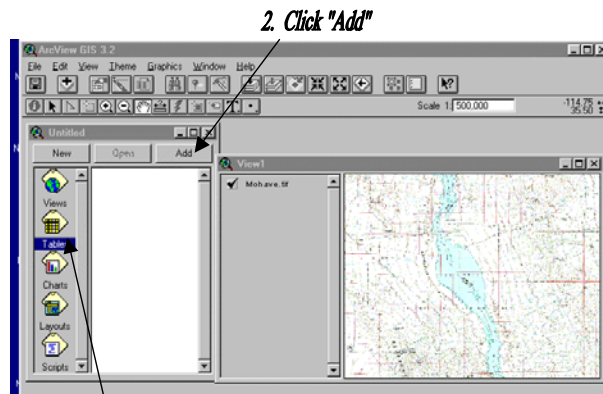 2. Click "Add"
ArcView GIS 3.2
File Edit View Theme Graphics Window Help
Scale 1: 500,000
-114.75
35.50
Untitled
New Open Add
Views
Tables
Charts
Layouts
Scripts
View1
Mohave.tif